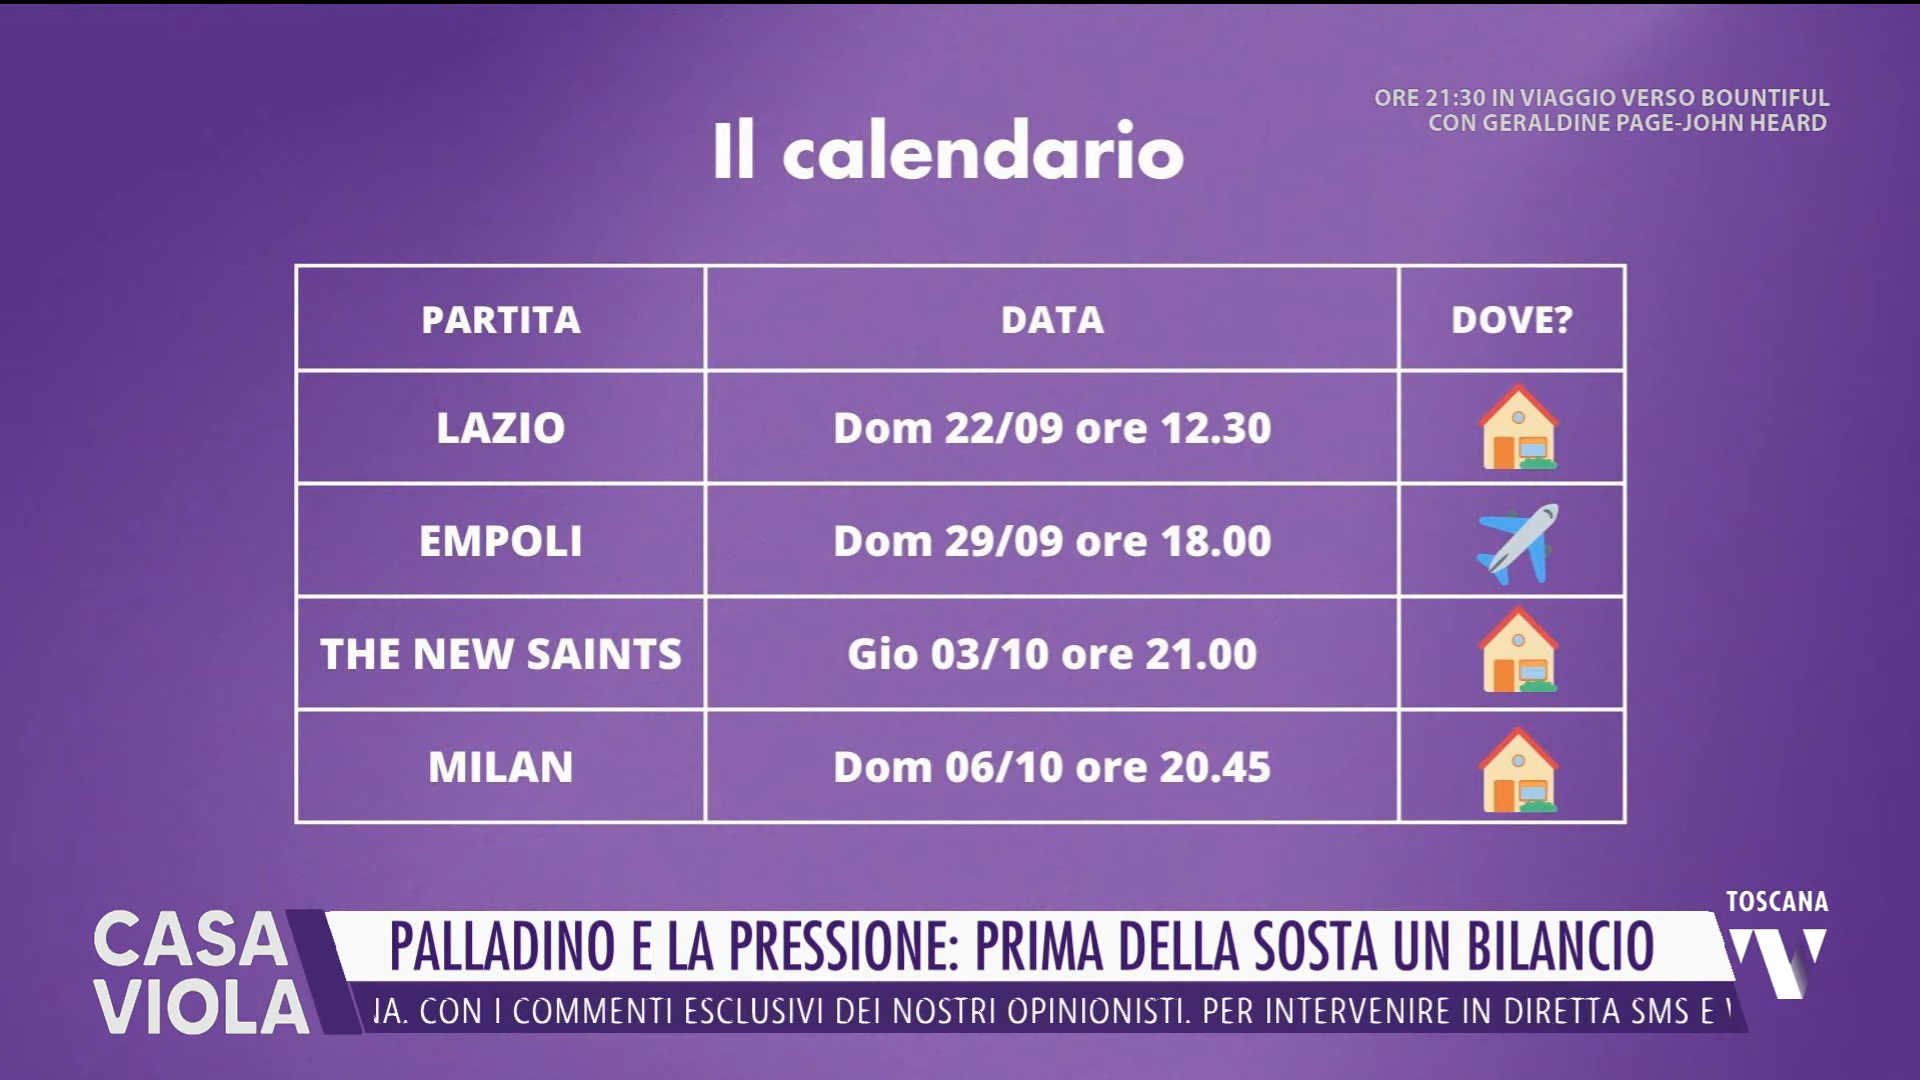 ORE 21:30 IN VIAGGIO VERSO BOUNTIFUL
CON GERALDINE PAGE-JOHN HEARD
Il calendario
PARTITA DATA DOVE?
LAZIO Dom 22/09 ore 12.30
EMPOLI Dom 29/09 ore 18.00
THE NEW SAINTS Gio 03/10 ore 21.00
MILAN Dom 06/10 ore 20.45
CASA
VIOLA
PALLADINO E LA PRESSIONE: PRIMA DELLA SOSTA UN BILANCIO
NA. CON I COMMENTI ESCLUSIVI DEI NOSTRI OPINIONISTI. PER INTERVENIRE IN DIRETTA SMS E
TOSCANA
TV